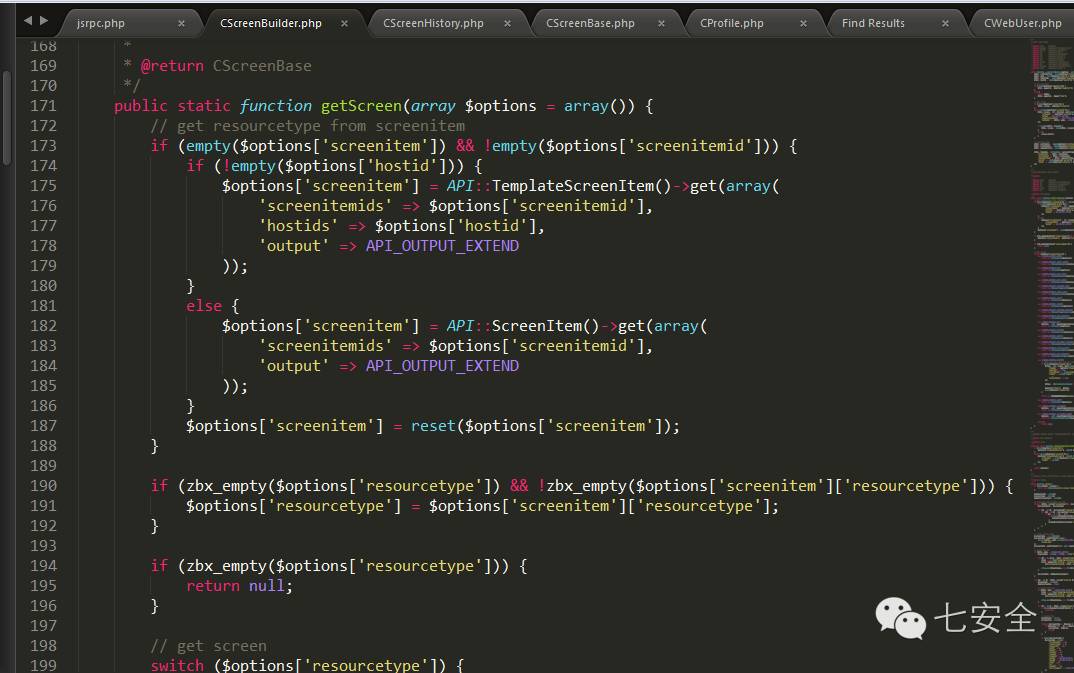 jsrpc.php × CScreenBuilder.php × CScreenHistory.php × CScreenBase.php × CProfile.php × Find Results × CWebUser.php
168 *
169 * @return CScreenBase
170 */
171 public static function getScreen(array $options = array()) {
172 // get resourcetype from screenitem
173 if (empty($options['screenitem']) && !empty($options['screenitemid'])) {
174 if (!empty($options['hostid'])) {
175 $options['screenitem'] = API::TemplateScreenItem()->get(array(
176 'screenitemids' => $options['screenitemid'],
177 'hostids' => $options['hostid'],
178 'output' => API_OUTPUT_EXTEND
179 ));
180 }
181 else {
182 $options['screenitem'] = API::ScreenItem()->get(array(
183 'screenitemids' => $options['screenitemid'],
184 'output' => API_OUTPUT_EXTEND
185 ));
186 }
187 $options['screenitem'] = reset($options['screenitem']);
188 }
189
190 if (zbx_empty($options['resourcetype']) && !zbx_empty($options['screenitem']['resourcetype'])) {
191 $options['resourcetype'] = $options['screenitem']['resourcetype'];
192 }
193
194 if (zbx_empty($options['resourcetype'])) {
195 return null;
196 }
197
198 // get screen
199 switch ($options['resourcetype']) {
七安全